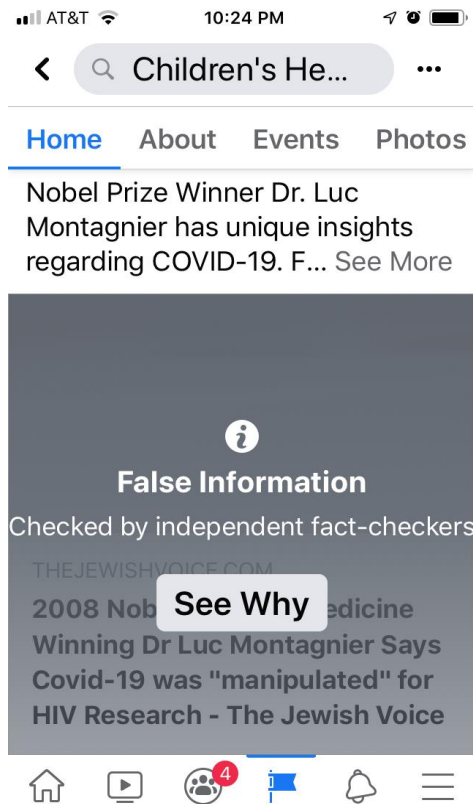 AT&T 10:24 PM
Children's He...
Home About Events Photos
Nobel Prize Winner Dr. Luc
Montagnier has unique insights
regarding COVID-19. F... See More
False Information
Checked by independent fact-checkers
THEJEWISHVOICE.COM
See Why
2008 Nob edicine
Winning Dr Luc Montagnier Says
Covid-19 was "manipulated" for
HIV Research - The Jewish Voice
4